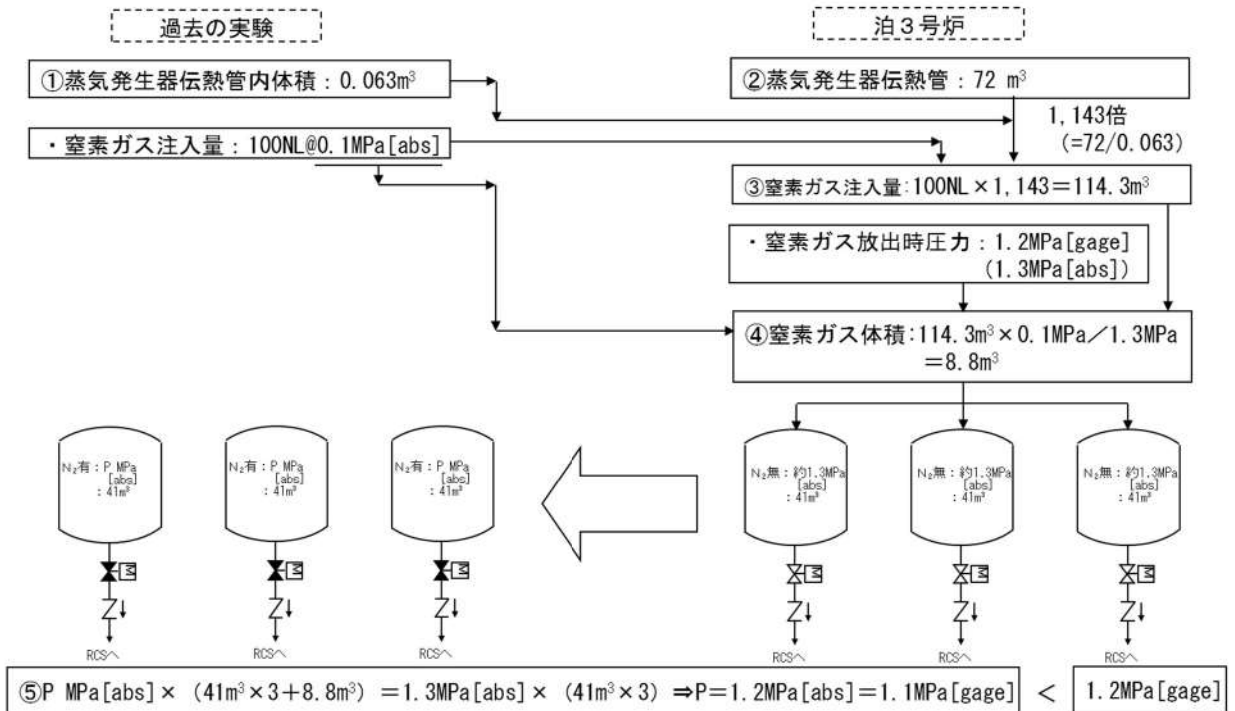 過去の実験
泊３号炉
①蒸気発生器伝熱管内体積：0.063m³
②蒸気発生器伝熱管：72 m³
1,143倍
(=72/0.063)
・窒素ガス注入量：100NL@0.1MPa[abs]
③窒素ガス注入量：100NL×1,143＝114.3m³
・窒素ガス放出時圧力：1.2MPa[gage]
(1.3MPa[abs])
④窒素ガス体積：114.3m³×0.1MPa／1.3MPa
＝8.8m³
N₂有：P MPa
[abs]
：41m³
N₂有：P MPa
[abs]
：41m³
N₂有：P MPa
[abs]
：41m³
N₂無：約1.3MPa
[abs]
：41m³
N₂無：約1.3MPa
[abs]
：41m³
N₂無：約1.3MPa
[abs]
：41m³
M
M
M
M
M
M
RCSへ
RCSへ
RCSへ
RCSへ
RCSへ
RCSへ
⑤P MPa[abs]×（41m³×3＋8.8m³）＝1.3MPa[abs]×（41m³×3）⇒P＝1.2MPa[abs]＝1.1MPa[gage] ＜ 1.2MPa[gage]